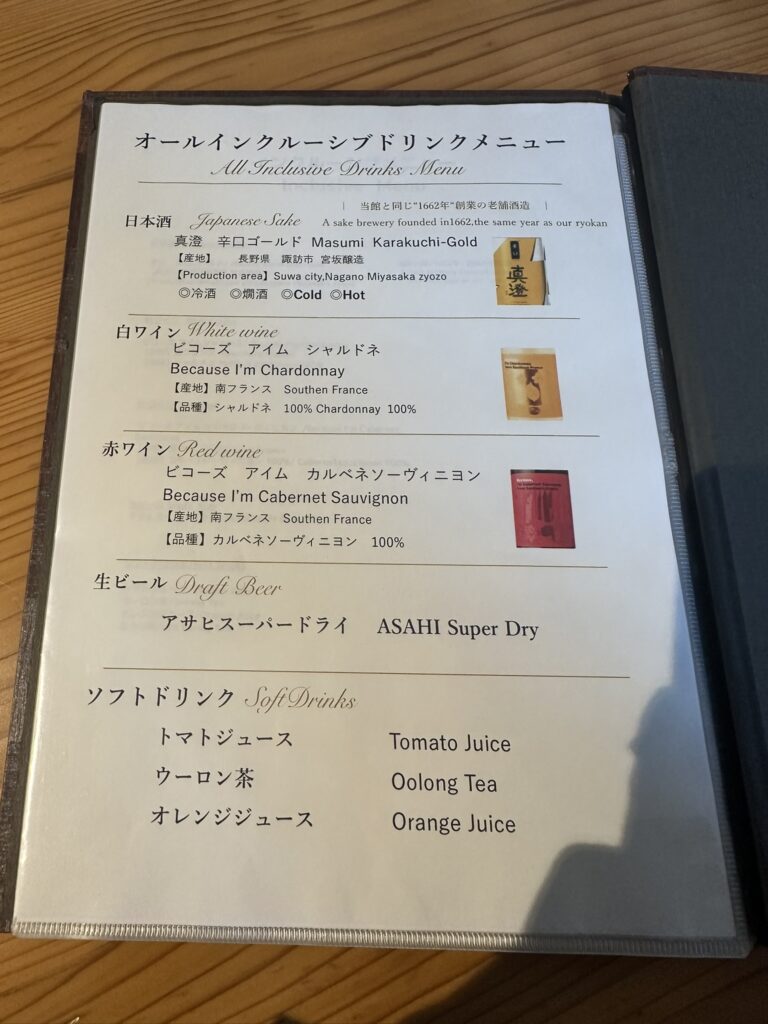 オールインクルーシブドリンクメニュー
All Inclusive Drinks Menu
| 当館と同じ"1662年"創業の老舗酒造 |
日本酒 Japanese Sake A sake brewery founded in1662,the same year as our ryokan
真澄 辛口ゴールド Masumi Karakuchi-Gold
【産地】 長野県 諏訪市 宮坂醸造
【Production area】Suwa city,Nagano Miyasaka zyozo
◎冷酒 ◎燗酒 ◎Cold ◎Hot
真澄
白ワイン White wine
ビコーズ アイム シャルドネ
Because I'm Chardonnay
【産地】南フランス Southen France
【品種】シャルドネ 100% Chardonnay 100%
赤ワイン Red wine
ビコーズ アイム カルベネソーヴィニヨン
Because I'm Cabernet Sauvignon
【産地】南フランス Southen France
【品種】カルベネソーヴィニヨン 100%
生ビール Draft Beer
アサヒスーパードライ ASAHI Super Dry
ソフトドリンク Soft Drinks
トマトジュース Tomato Juice
ウーロン茶 Oolong Tea
オレンジジュース Orange Juice